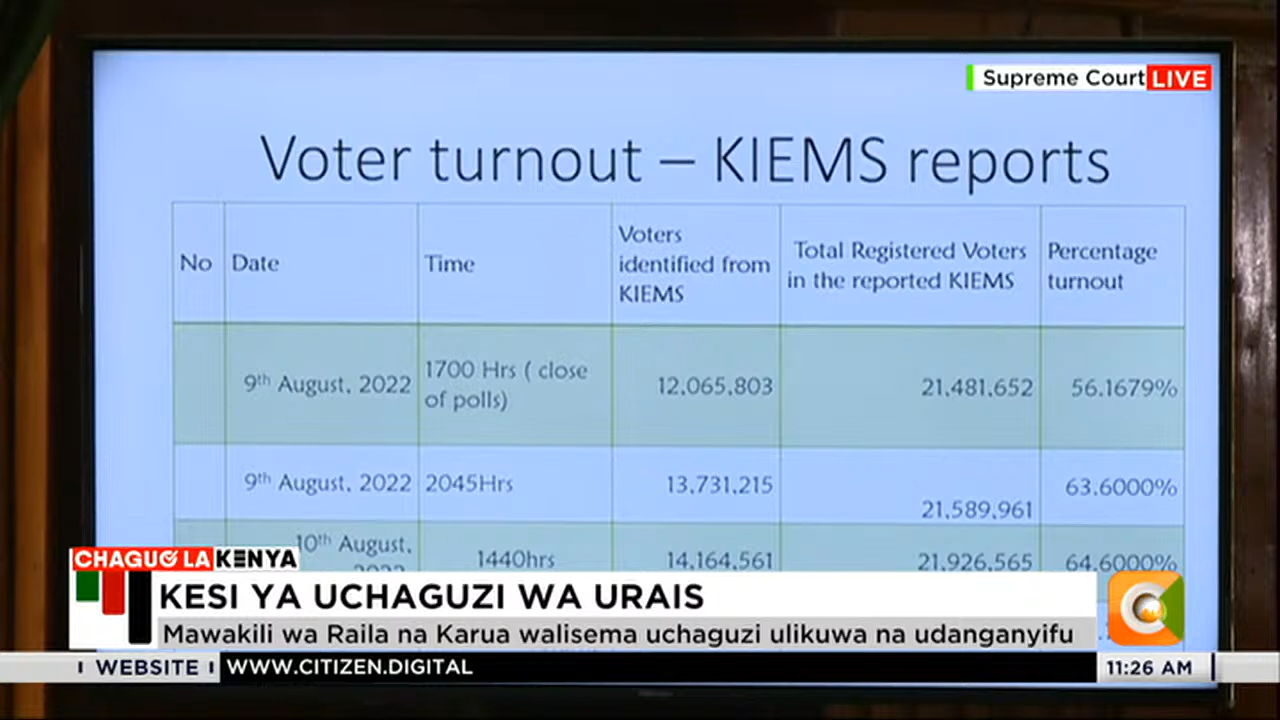 Supreme Court LIVE
Voter turnout – KIEMS reports
No
Date
Time
Voters
identified from
KIEMS
Total Registered Voters
in the reported KIEMS
Percentage
turnout
9th August, 2022
1700 Hrs ( close
of polls)
12,065,803
21,481,652
56.1679%
9th August, 2022
2045Hrs
13,731,215
21,589,961
63.6000%
10th August,
1440hrs
14,164,561
21,926,565
64.6000%
CHAGUO LA KENYA
KESI YA UCHAGUZI WA URAIS
Mawakili wa Raila na Karua walisema uchaguzi ulikuwa na udanganyifu
WEBSITE
WWW.CITIZEN.DIGITAL
11:26 AM